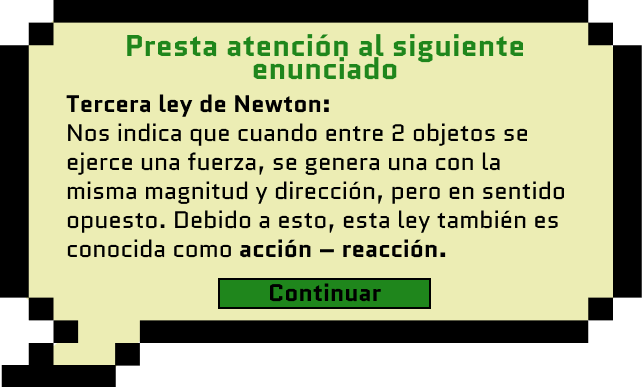 Presta atención al siguiente
enunciado
Tercera ley de Newton:
Nos indica que cuando entre 2 objetos se
ejerce una fuerza, se genera una con la
misma magnitud y dirección, pero en sentido
opuesto. Debido a esto, esta ley también es
conocida como acción – reacción.
Continuar